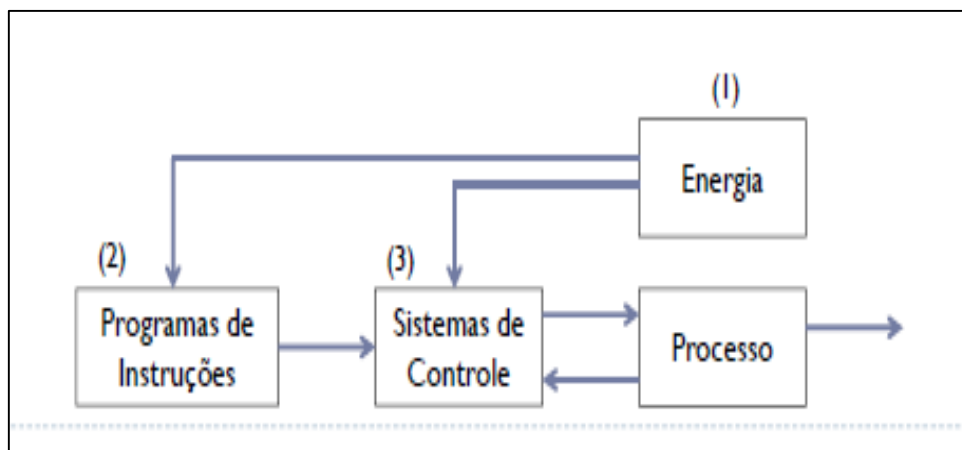 (1)
Energia
(2)
Programas de
Instruções
(3)
Sistemas de
Controle
Processo